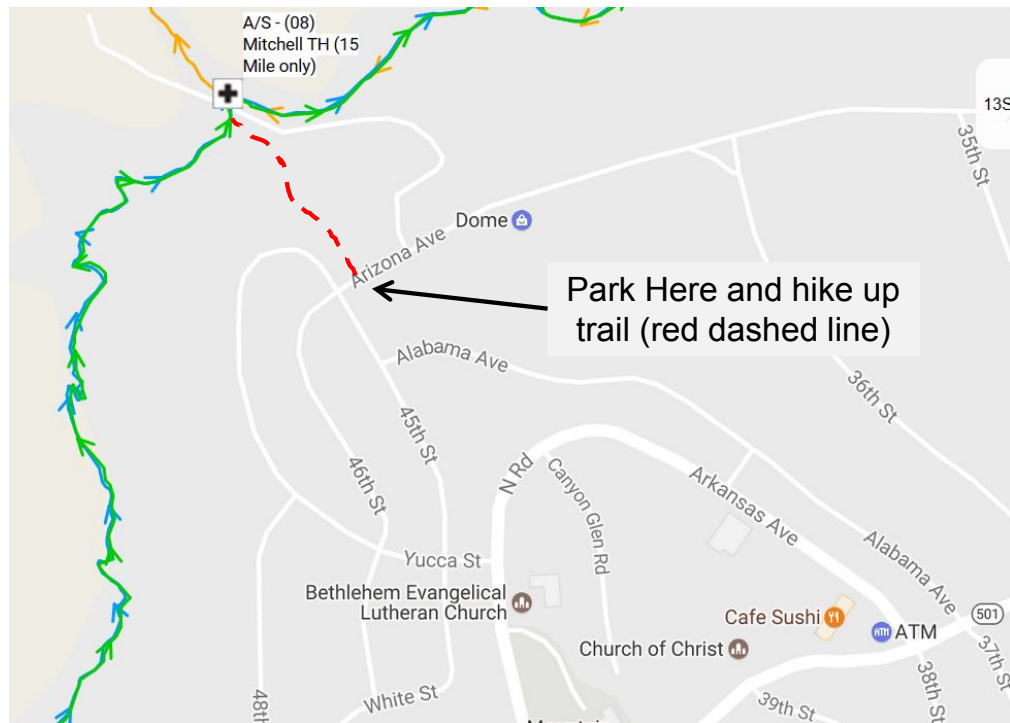 A/S - (08)
Mitchell TH (15
Mile only)
13S
35th St
Dome
Arizona Ave
Park Here and hike up
trail (red dashed line)
Alabama Ave
36th St
45th St
46th St
N Rd
Canyon Glen Rd
Arkansas Ave
Alabama Ave
Yucca St
Bethlehem Evangelical
Lutheran Church
Cafe Sushi
ATM
ATM
501
Church of Christ
37th St
38th St
39th St
48th
White St